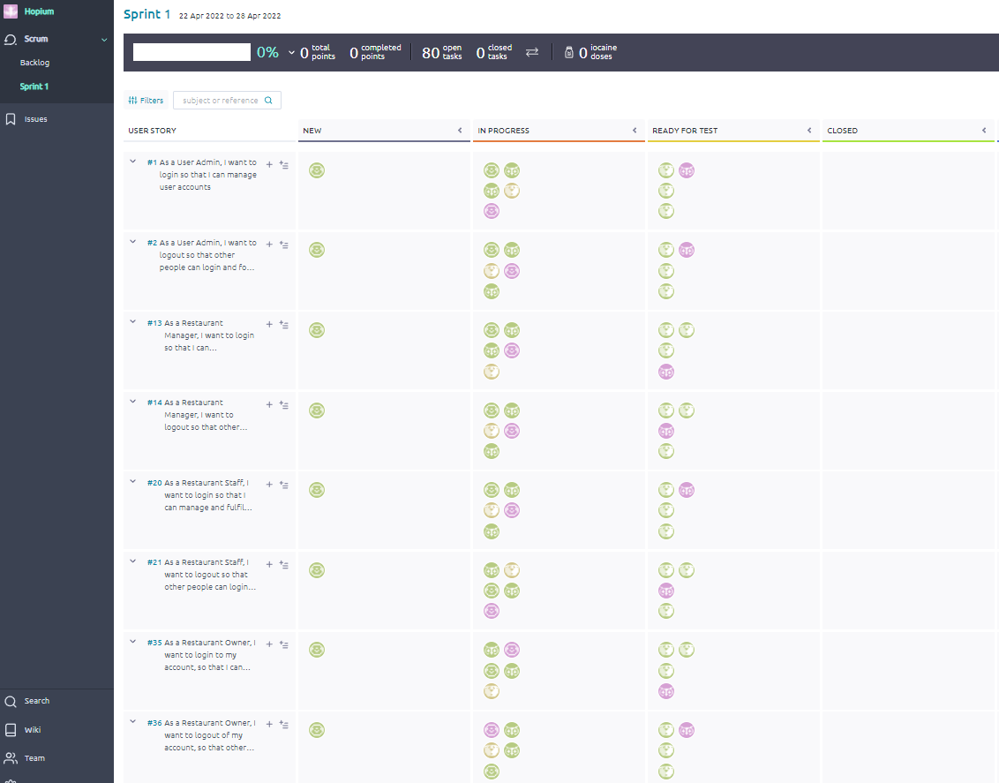 Hopium
Scrum
Backlog
Sprint 1
Issues
Search
Wiki
Team
Sprint 1 22 Apr 2022 to 28 Apr 2022
0%
0 total points
0 completed points
80 open tasks
0 closed tasks
0 iocaine doses
Filters
subject or reference
USER STORY NEW IN PROGRESS READY FOR TEST CLOSED
#1 As a User Admin, I want to
login so that I can manage
user accounts
#2 As a User Admin, I want to
logout so that other
people can login and fo...
#13 As a Restaurant
Manager, I want to login
so that I can...
#14 As a Restaurant
Manager, I want to
logout so that other...
#20 As a Restaurant Staff, I
want to login so that I
can manage and fulfil...
#21 As a Restaurant Staff, I
want to logout so that
other people can login...
#35 As a Restaurant Owner, I
want to login to my
account, so that I can...
#36 As a Restaurant Owner, I
want to logout of my
account, so that other...